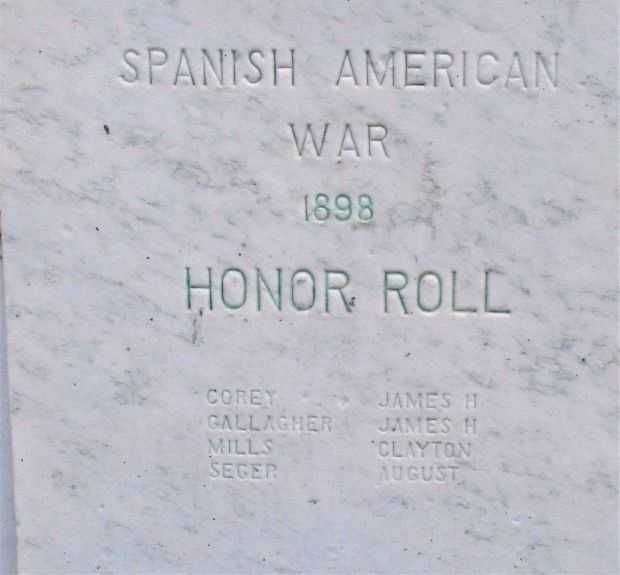 SPANISH AMERICAN
WAR
1898
HONOR ROLL
COREY JAMES H
GALLAGHER JAMES H
MILLS CLAYTON
SEGER AUGUST